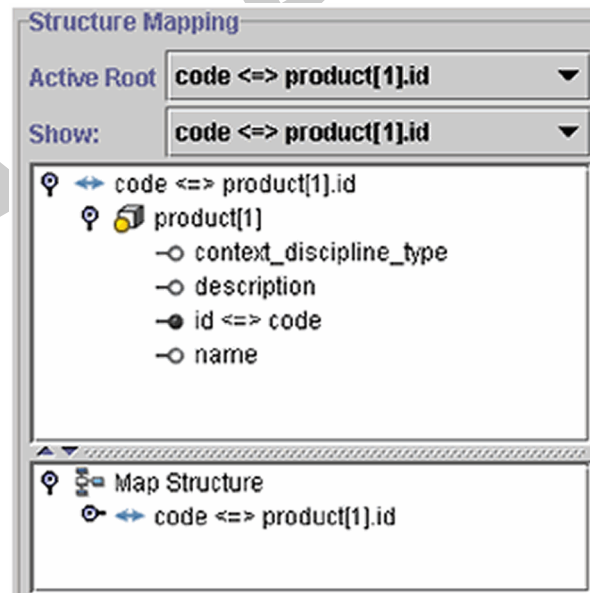 Structure Mapping
Active Root code <=> product[1].id
Show: code <=> product[1].id
code <=> product[1].id
product[1]
context_discipline_type
description
id <=> code
name
Map Structure
code <=> product[1].id